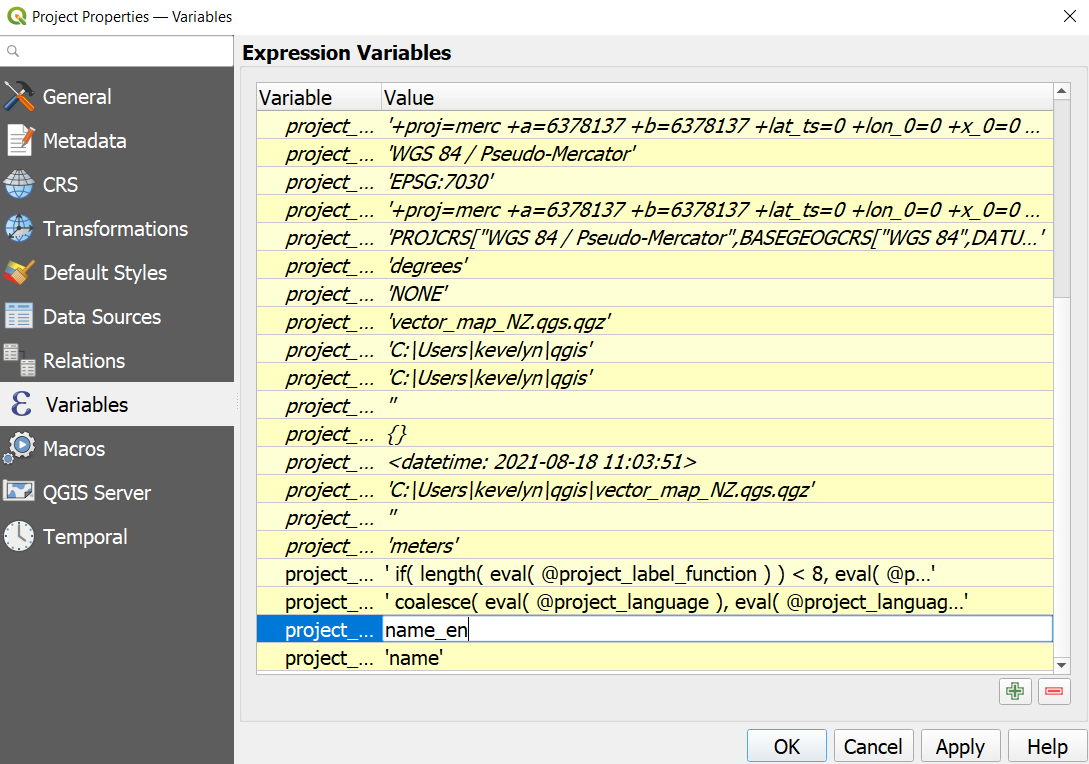 Project Properties — Variables
General
Metadata
CRS
Transformations
Default Styles
Data Sources
Relations
Variables
Macros
QGIS Server
Temporal
Expression Variables
Variable Value
project_... '+proj=merc +a=6378137 +b=6378137 +lat_ts=0 +lon_0=0 +x_0=0 ...
project_... 'WGS 84 / Pseudo-Mercator'
project_... 'EPSG:7030'
project_... '+proj=merc +a=6378137 +b=6378137 +lat_ts=0 +lon_0=0 +x_0=0 ...
project_... 'PROJCRS["WGS 84 / Pseudo-Mercator",BASEGEOGCRS["WGS 84",DATU...'
project_... 'degrees'
project_... 'NONE'
project_... 'vector_map_NZ.qgs.qgz'
project_... 'C:\Users\kevelyn\qgis'
project_... 'C:\Users\kevelyn\qgis'
project_... ''
project_... {}
project_... <datetime: 2021-08-18 11:03:51>
project_... 'C:\Users\kevelyn\qgis\vector_map_NZ.qgs.qgz'
project_... ''
project_... 'meters'
project_... ' if( length( eval( @project_label_function ) ) < 8, eval( @p...'
project_... ' coalesce( eval( @project_language ), eval( @project_languag...'
project_... name_en
project_... 'name'
OK Cancel Apply Help